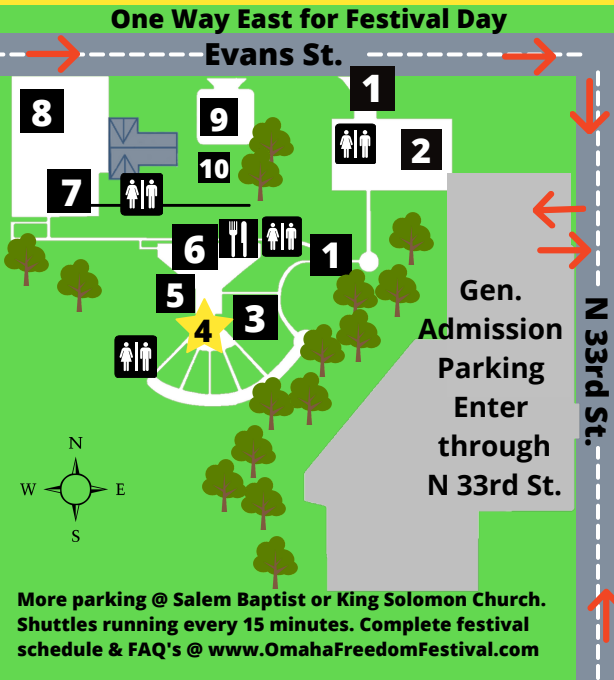 One Way East for Festival Day
Evans St.
1
8
9
2
10
7
6
1
5
3
4
Gen.
Admission
Parking
Enter
through
N 33rd St.
N 33rd St.
N
W E
S
More parking @ Salem Baptist or King Solomon Church.
Shuttles running every 15 minutes. Complete festival
schedule & FAQ's @ www.OmahaFreedomFestival.com